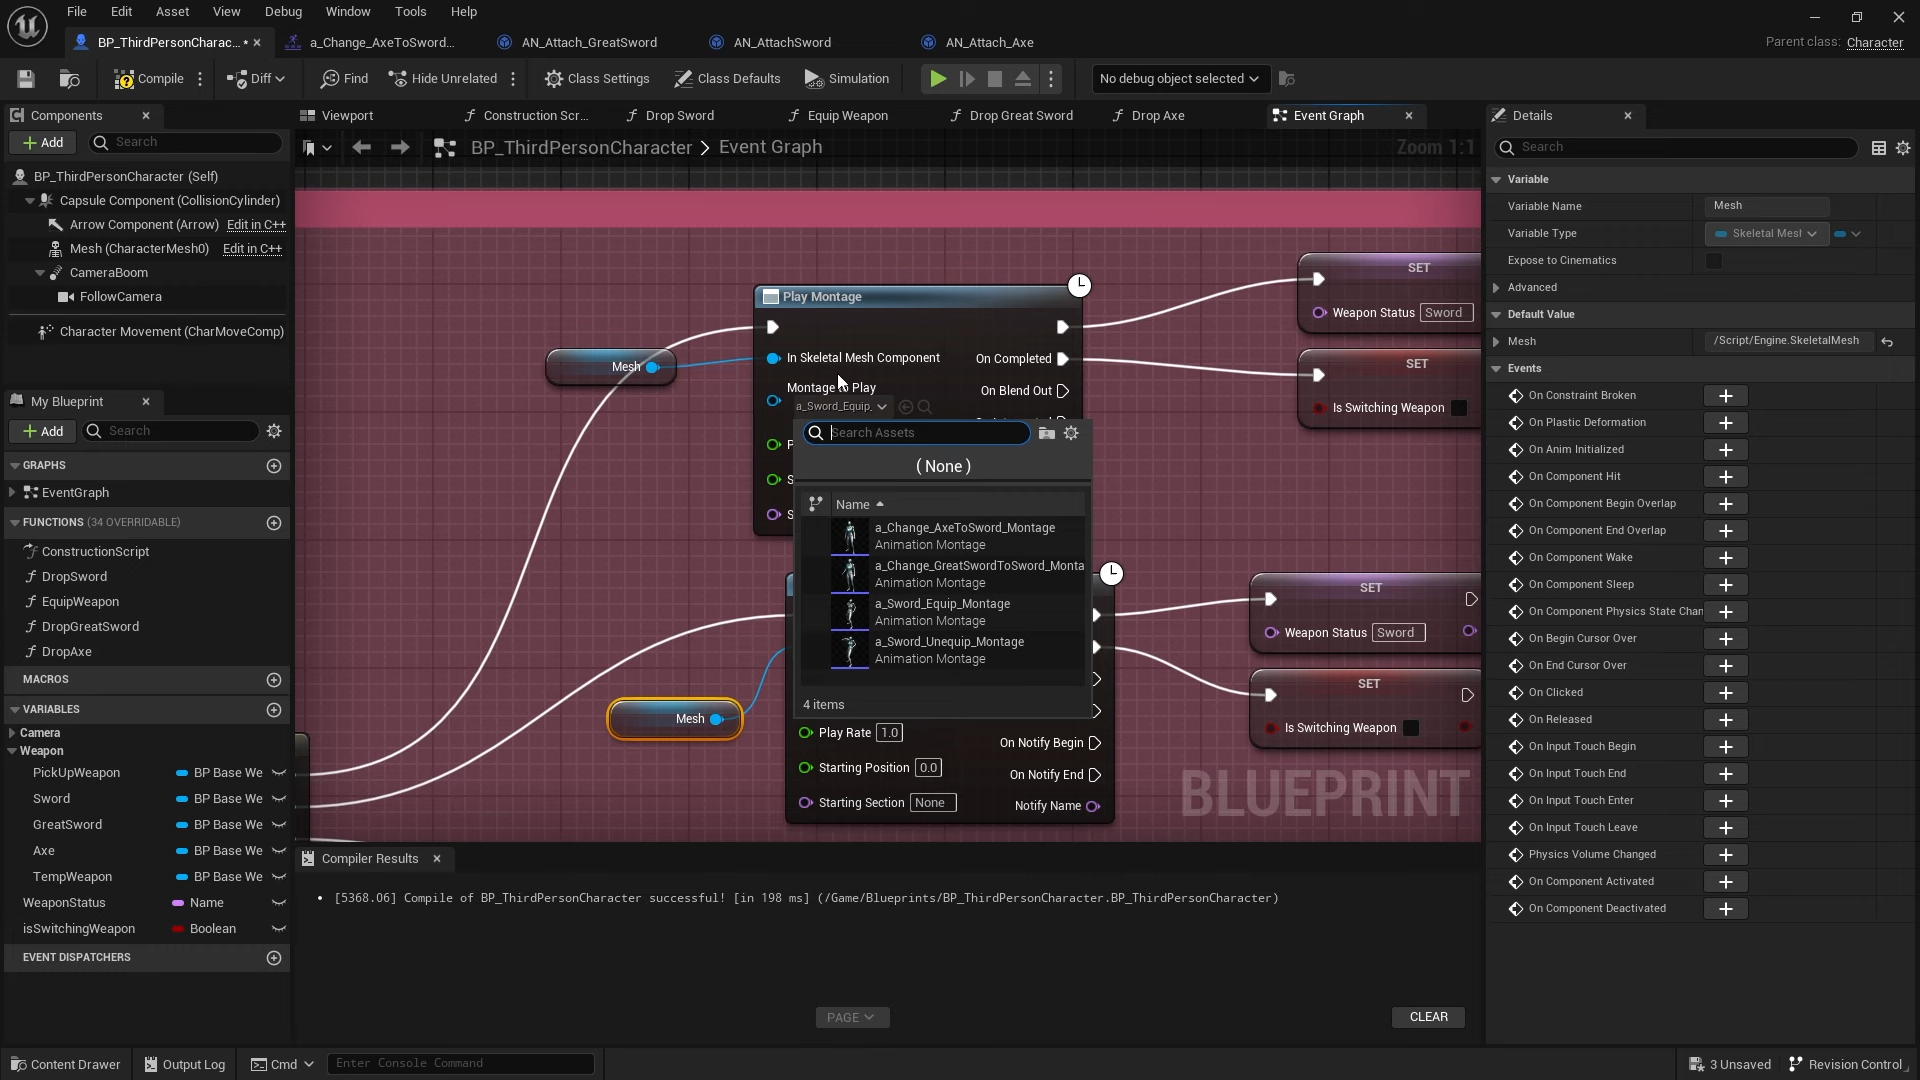 File Edit Asset View Debug Window Tools Help
BP_ThirdPersonCharac... •
a_Change_AxeToSword...
AN_Attach_GreatSword
AN_AttachSword
AN_Attach_Axe
Parent class: Character
Compile
Diff
Find
Hide Unrelated
Class Settings
Class Defaults
Simulation
No debug object selected
Components
Add
Search
BP_ThirdPersonCharacter (Self)
Capsule Component (CollisionCylinder)
Arrow Component (Arrow) Edit in C++
Mesh (CharacterMesh0) Edit in C++
CameraBoom
FollowCamera
Character Movement (CharMoveComp)
My Blueprint
Add
Search
GRAPHS
EventGraph
FUNCTIONS (34 OVERRIDABLE)
ConstructionScript
DropSword
EquipWeapon
DropGreatSword
DropAxe
MACROS
VARIABLES
Camera
Weapon
PickUpWeapon BP Base We
Sword BP Base We
GreatSword BP Base We
Axe BP Base We
TempWeapon BP Base We
WeaponStatus Name
isSwitchingWeapon Boolean
EVENT DISPATCHERS
Viewport
Construction Scr...
Drop Sword
Equip Weapon
Drop Great Sword
Drop Axe
Event Graph
BP_ThirdPersonCharacter > Event Graph
Zoom 1:1
Play Montage
Mesh
In Skeletal Mesh Component
On Completed
Montage to Play
a_Sword_Equip_
On Blend Out
SET
Weapon Status Sword
SET
Is Switching Weapon
Search Assets
( None )
Name
a_Change_AxeToSword_Montage
Animation Montage
a_Change_GreatSwordToSword_Monta
Animation Montage
a_Sword_Equip_Montage
Animation Montage
a_Sword_Unequip_Montage
Animation Montage
4 items
Mesh
Play Rate 1.0
On Notify Begin
Starting Position 0.0
On Notify End
Starting Section None
Notify Name
SET
Weapon Status Sword
SET
Is Switching Weapon
BLUEPRINT
Compiler Results
• [5368.06] Compile of BP_ThirdPersonCharacter successful! [in 198 ms] (/Game/Blueprints/BP_ThirdPersonCharacter.BP_ThirdPersonCharacter)
PAGE
CLEAR
Details
Search
Variable
Variable Name Mesh
Variable Type Skeletal Mesh
Expose to Cinematics
Advanced
Default Value
Mesh /Script/Engine.SkeletalMesh
Events
On Constraint Broken
On Plastic Deformation
On Anim Initialized
On Component Hit
On Component Begin Overlap
On Component End Overlap
On Component Wake
On Component Sleep
On Component Physics State Chan
On Begin Cursor Over
On End Cursor Over
On Clicked
On Released
On Input Touch Begin
On Input Touch End
On Input Touch Enter
On Input Touch Leave
Physics Volume Changed
On Component Activated
On Component Deactivated
Content Drawer
Output Log
Cmd
Enter Console Command
3 Unsaved
Revision Control